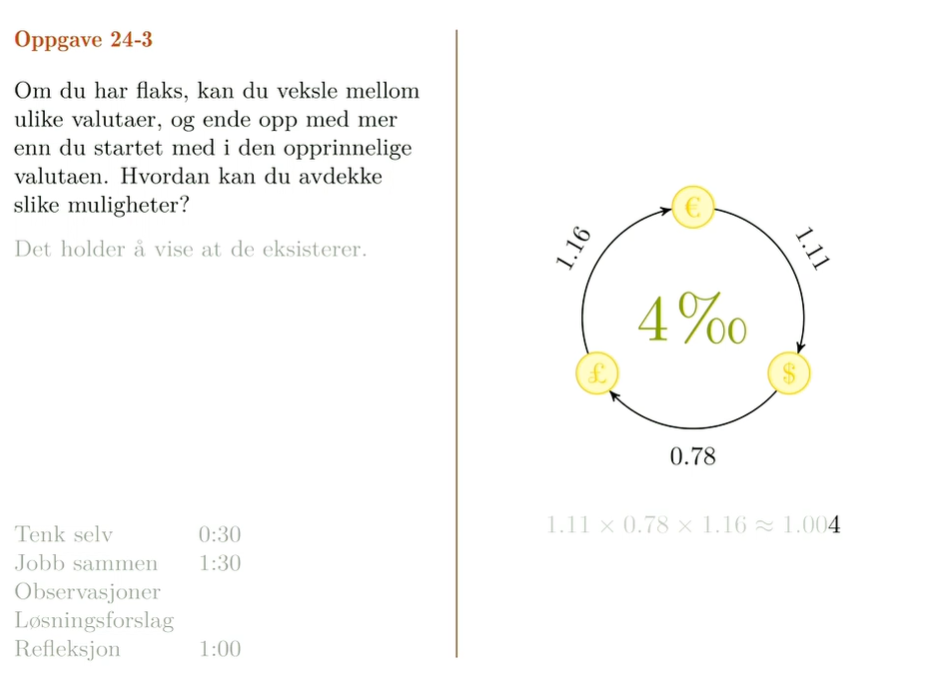 Oppgave 24-3
Om du har flaks, kan du veksle mellom
ulike valutaer, og ende opp med mer
enn du startet med i den opprinnelige
valutaen. Hvordan kan du avdekke
slike muligheter?
Det holder å vise at de eksisterer.
Tenk selv 0:30
Jobb sammen 1:30
Observasjoner
Løsningsforslag
Refleksjon 1:00
€
1.16
1.11
4‰
£
$
0.78
1.11 × 0.78 × 1.16 ≈ 1.004